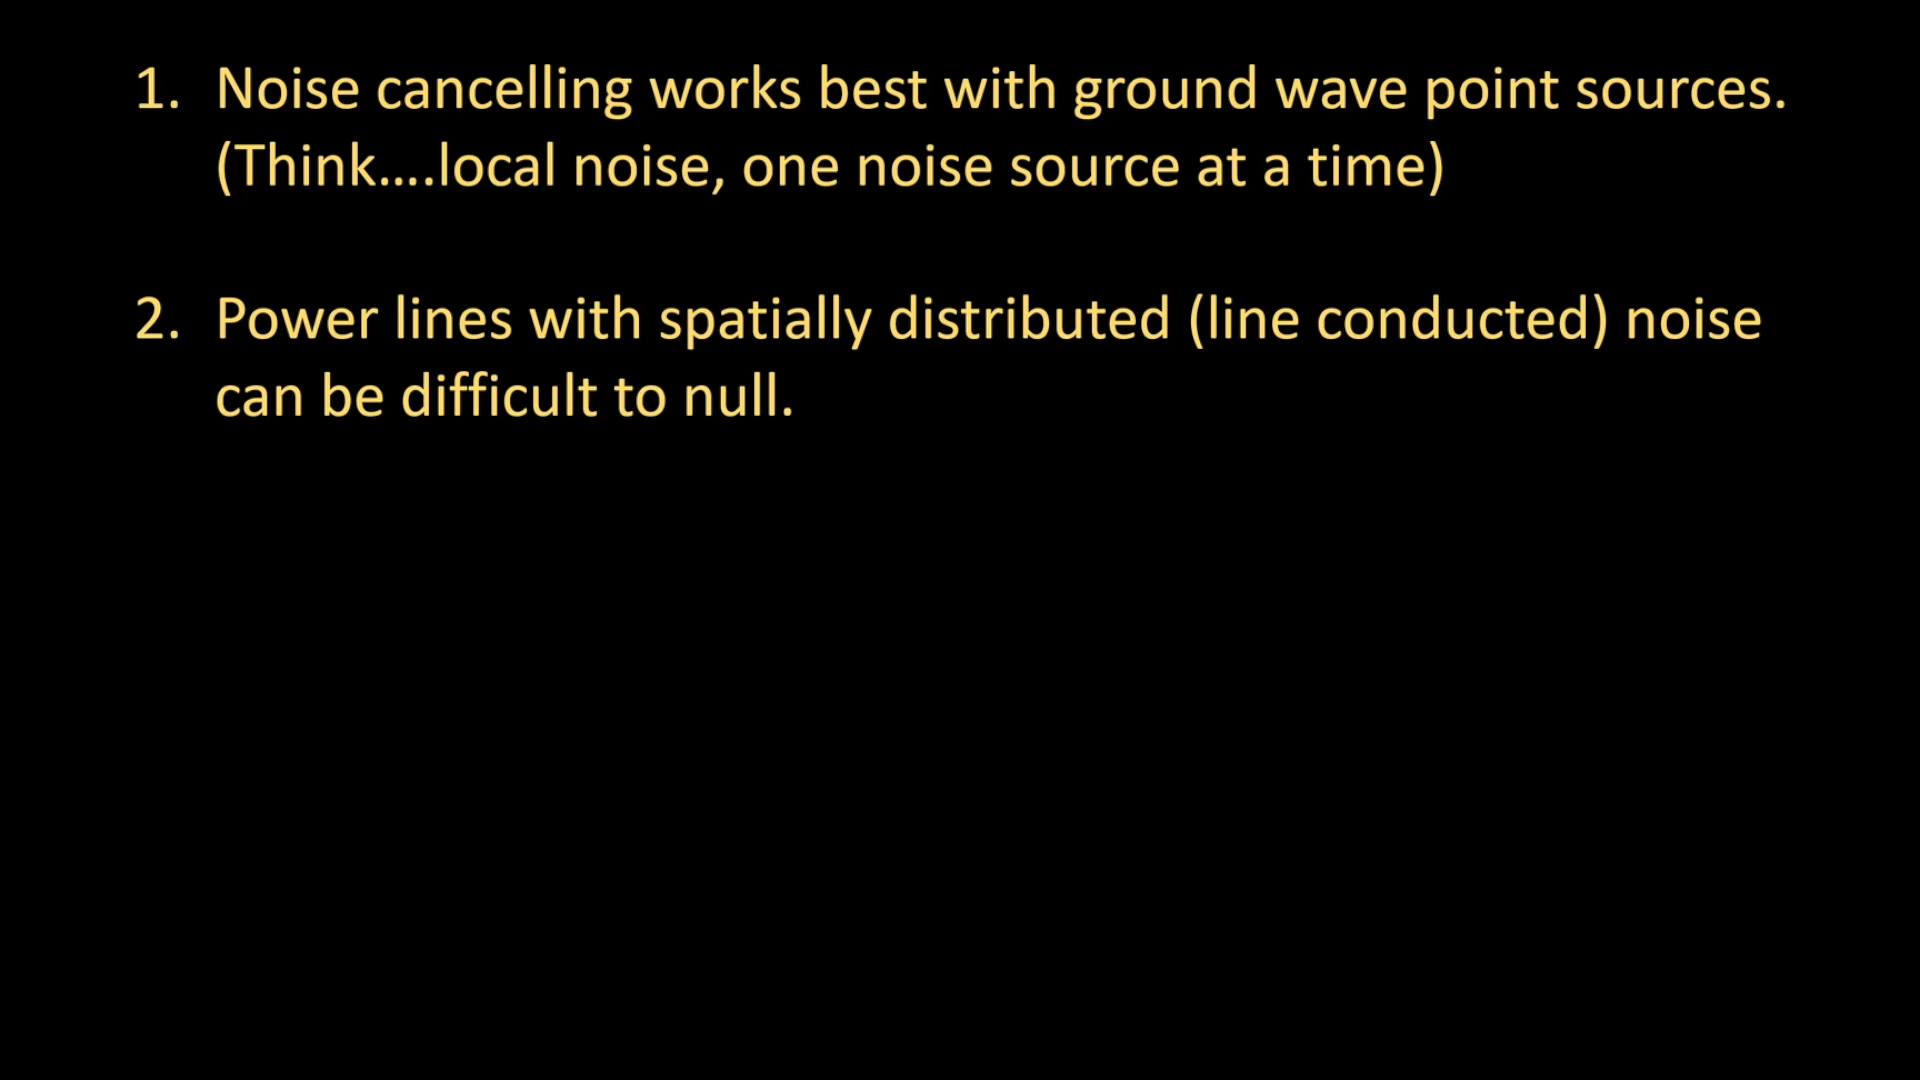 1. Noise cancelling works best with ground wave point sources.
(Think....local noise, one noise source at a time)
2. Power lines with spatially distributed (line conducted) noise
can be difficult to null.